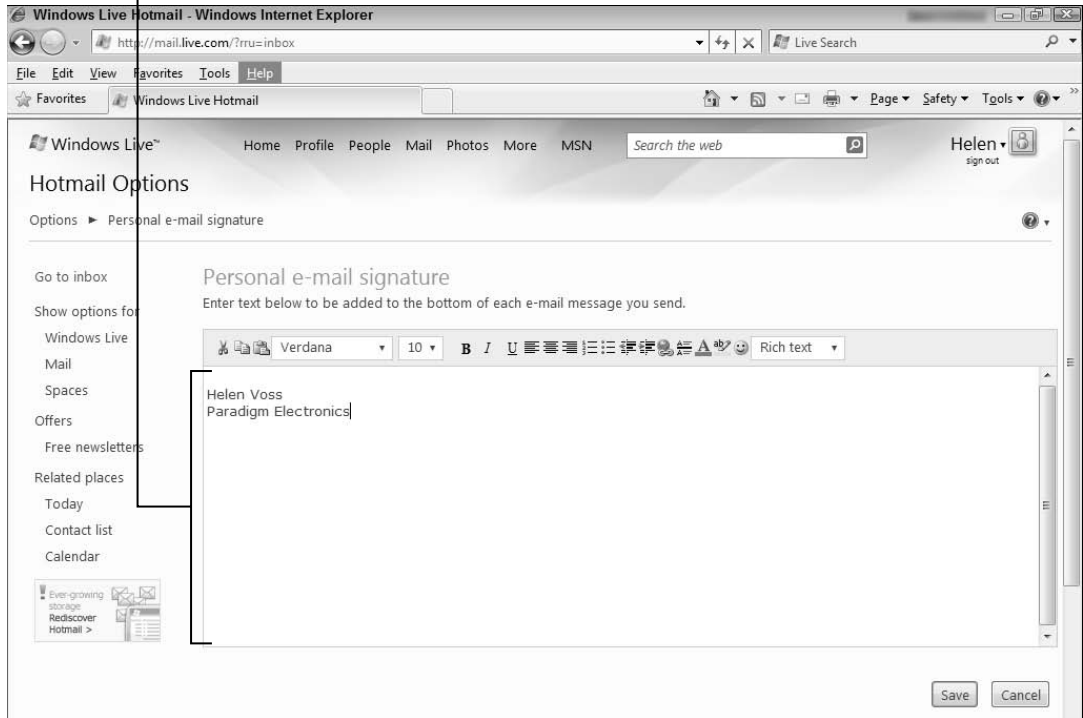 Windows Live Hotmail - Windows Internet Explorer
http://mail.live.com/?rru=inbox
Live Search
File Edit View Favorites Tools Help
Favorites
Windows Live Hotmail
Page Safety Tools
Windows Live™
Home Profile People Mail Photos More MSN
Search the web
Helen
sign out
Hotmail Options
Options ► Personal e-mail signature
Go to inbox
Show options for
Windows Live
Mail
Spaces
Offers
Free newsletters
Related places
Today
Contact list
Calendar
Ever-growing
storage
Rediscover
Hotmail >
Personal e-mail signature
Enter text below to be added to the bottom of each e-mail message you send.
Verdana 10 B I U Rich text
Helen Voss
Paradigm Electronics
Save Cancel